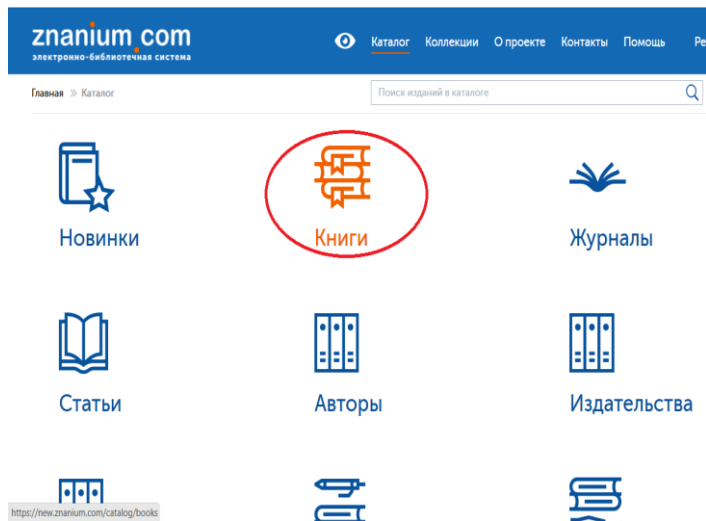 znanium.com
электронно-библиотечная система
Каталог Коллекции О проекте Контакты Помощь Ре
Главная » Каталог
Поиск изданий в каталоге
Новинки Книги Журналы
Статьи Авторы Издательства
https://new.znanium.com/catalog/books